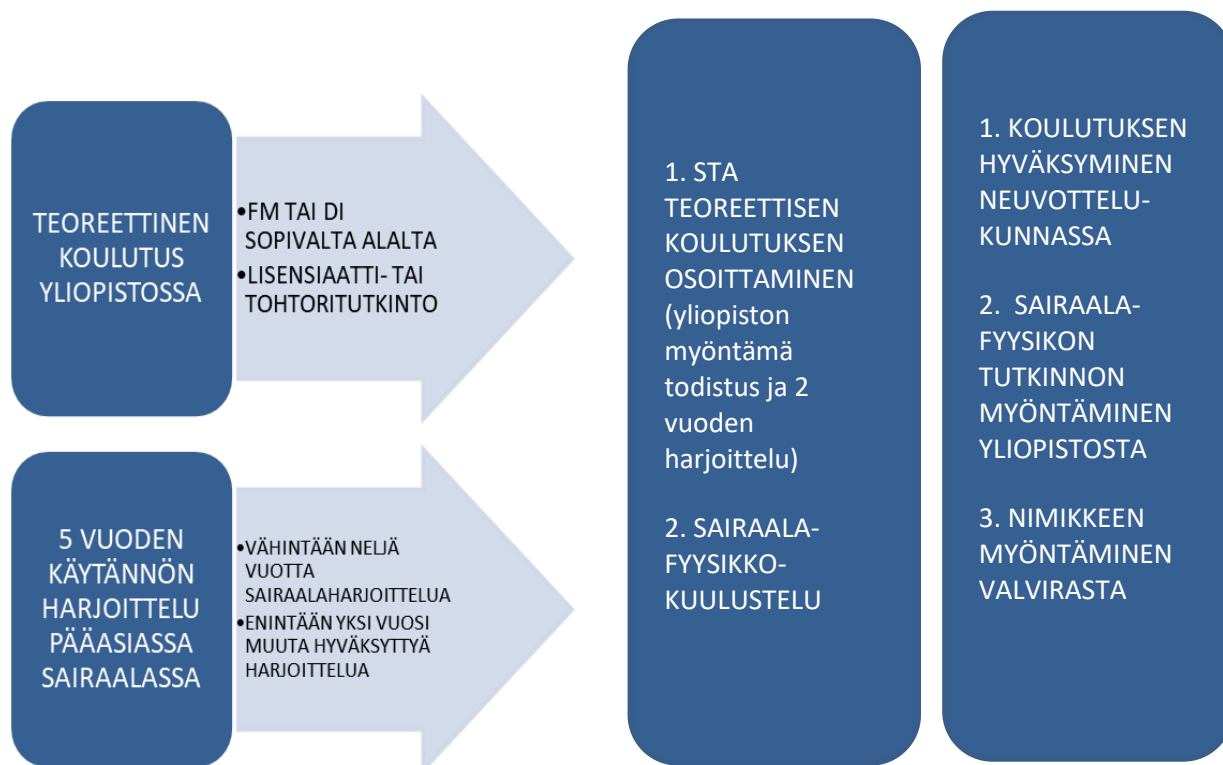 TEOREETTINEN
KOULUTUS
YLIOPISTOSSA
•FM TAI DI
SOPIVALTA ALALTA
•LISENSIAATTI- TAI
TOHTORITUTKINTO
5 VUODEN
KÄYTÄNNÖN
HARJOITTELU
PÄÄASIASSA
SAIRAALASSA
•VÄHINTÄÄN NELJÄ
VUOTTA
SAIRAALAHARJOITTELUA
•ENINTÄÄN YKSI VUOSI
MUUTA HYVÄKSYTTYÄ
HARJOITTELUA
1. STA
TEOREETTISEN
KOULUTUKSEN
OSOITTAMINEN
(yliopiston
myöntämä
todistus ja 2
vuoden
harjoittelu)
2. SAIRAALA-
FYYSIKKO-
KUULUSTELU
1. KOULUTUKSEN
HYVÄKSYMINEN
NEUVOTTELU-
KUNNASSA
2. SAIRAALA-
FYYSIKON
TUTKINNON
MYÖNTÄMINEN
YLIOPISTOSTA
3. NIMIKKEEN
MYÖNTÄMINEN
VALVIRASTA